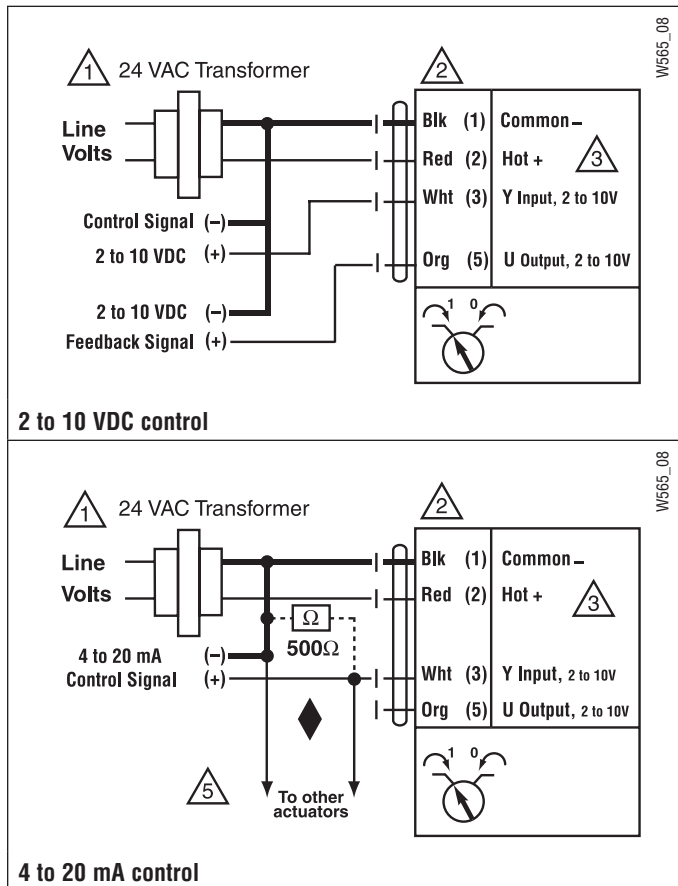 W565_08
1 24 VAC Transformer
2
Line
Volts
Blk (1) Common –
Red (2) Hot +
3
Wht (3) Y Input, 2 to 10V
Control Signal (–)
2 to 10 VDC (+)
Org (5) U Output, 2 to 10V
2 to 10 VDC (–)
Feedback Signal (+)
1 0
2 to 10 VDC control
W565_08
1 24 VAC Transformer
2
Line
Volts
Blk (1) Common –
Red (2) Hot +
3
Ω
500Ω
4 to 20 mA (–)
Control Signal (+)
Wht (3) Y Input, 2 to 10V
Org (5) U Output, 2 to 10V
5
To other
actuators
1 0
4 to 20 mA control